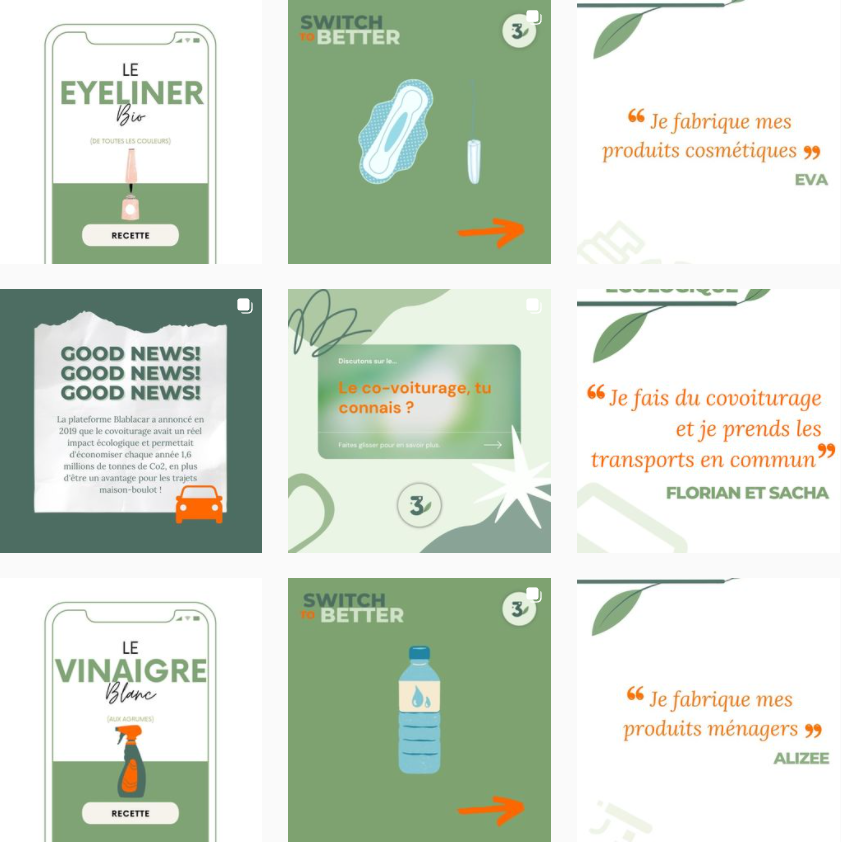 LE
EYELINER
Bio
(DE TOUTES LES COULEURS)
RECETTE
SWITCH
TO BETTER
3
“ Je fabrique mes
produits cosmétiques ”
EVA
GOOD NEWS!
GOOD NEWS!
GOOD NEWS!
La plateforme Blablacar a annoncé en
2019 que le covoiturage avait un réel
impact écologique et permettait
d'économiser chaque année 1,6
millions de tonnes de Co2, en plus
d'être un avantage pour les trajets
maison-boulot !
Discutons sur le...
Le co-voiturage, tu
connais ?
Faites glisser pour en savoir plus.
3
ÉCOLOGIQUE
“ Je fais du covoiturage
et je prends les
transports en commun ”
FLORIAN ET SACHA
LE
VINAIGRE
Blanc
(AUX AGRUMES)
RECETTE
SWITCH
TO BETTER
3
“ Je fabrique mes
produits ménagers ”
ALIZEE